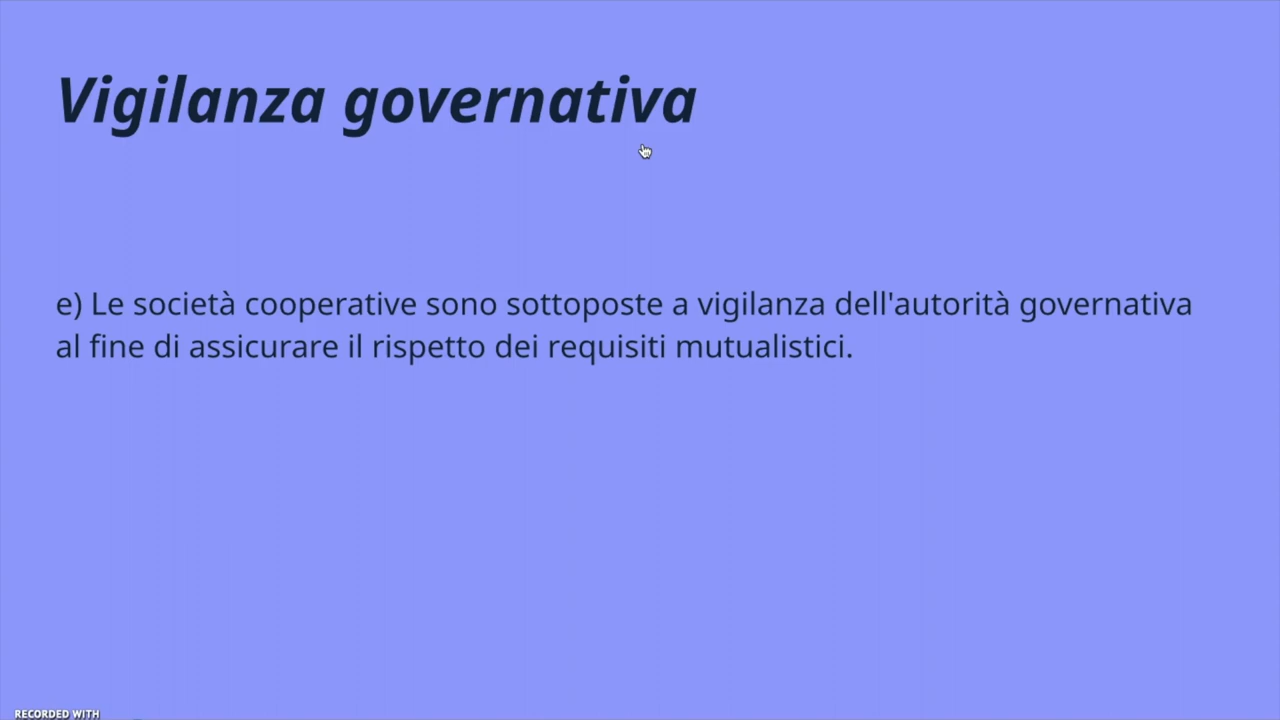 Vigilanza governativa
e) Le società cooperative sono sottoposte a vigilanza dell'autorità governativa
al fine di assicurare il rispetto dei requisiti mutualistici.
RECORDED WITH